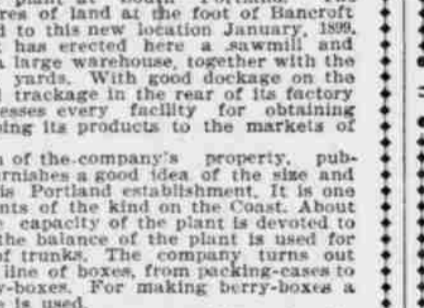 plant at South Portland. The
res of land at the foot of Bancroft
d to this new location January, 1899.
t has erected here a sawmill and
a large warehouse, together with the
yards. With good dockage on the
trackage in the rear of its factory
esses every facility for obtaining
ing its products to the markets of
n of the company's property, pub-
rnishes a good idea of the size and
is Portland establishment. It is one
nts of the kind on the Coast. About
e capacity of the plant is devoted to
the balance of the plant is used for
of trunks. The company turns out
line of boxes, from packing-cases to
y-boxes. For making berry-boxes a
e is used.